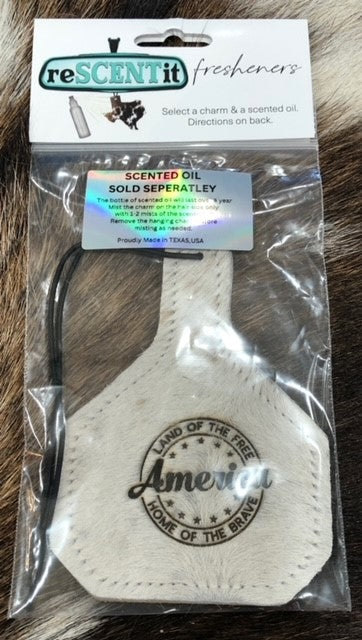 reSCENTit fresheners
Select a charm & a scented oil.
Directions on back.
SCENTED OIL
SOLD SEPERATLEY
The bottle of scented oil will last over a year
Mist the charm on the hair side only
with 1-2 mists of the scented
Remove the hanging charm before
misting as needed.
Proudly Made in TEXAS,USA
LAND OF THE FREE
America
HOME OF THE BRAVE